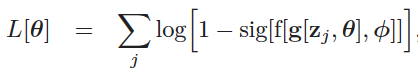 L[θ] = ∑_j log[1 − sig[f[g[z_j, θ], ϕ]]],